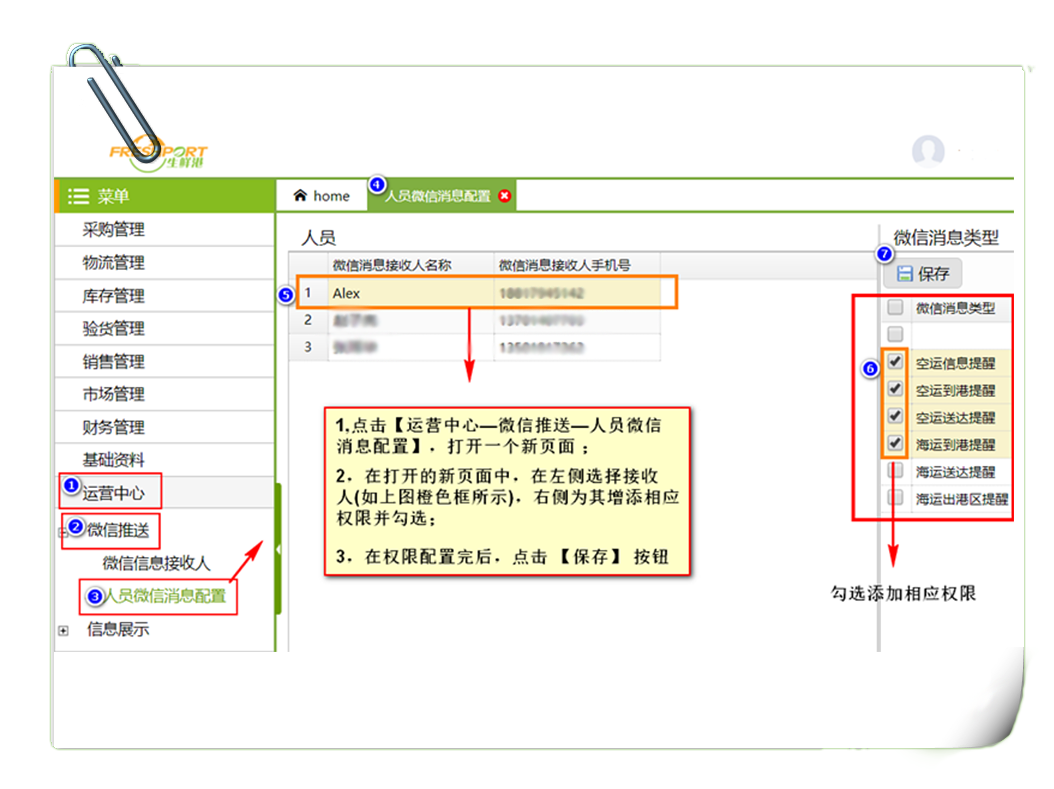 FRESHPORT
生鲜港
菜单
home
4
人员微信消息配置
采购管理
物流管理
库存管理
验货管理
销售管理
市场管理
财务管理
基础资料
1
运营中心
2
微信推送
微信信息接收人
3
人员微信消息配置
信息展示
人员
微信消息接收人名称 微信消息接收人手机号
5
1 Alex
2
3
1,点击【运营中心—微信推送—人员微信
消息配置】，打开一个新页面；
2．在打开的新页面中，在左侧选择接收
人(如上图橙色框所示)，右侧为其增添相应
权限并勾选；
3．在权限配置完后，点击 【保存】 按钮
微信消息类型
7
保存
微信消息类型
6
空运信息提醒
空运到港提醒
空运送达提醒
海运到港提醒
海运送达提醒
海运出港区提醒
勾选添加相应权限